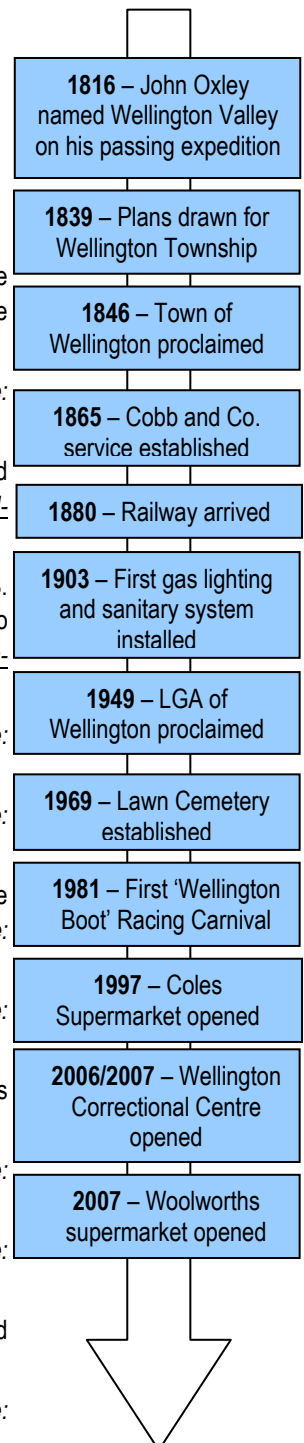 1816 – John Oxley
named Wellington Valley
on his passing expedition
1839 – Plans drawn for
Wellington Township
e
e
1846 – Town of
Wellington proclaimed
e:
1865 – Cobb and Co.
service established
d
l-
1880 – Railway arrived
s.
o
1903 – First gas lighting
and sanitary system
installed
-
1949 – LGA of
Wellington proclaimed
e:
1969 – Lawn Cemetery
established
e:
1981 – First ‘Wellington
Boot’ Racing Carnival
e
e:
1997 – Coles
Supermarket opened
e:
2006/2007 – Wellington
Correctional Centre
opened
s
e:
2007 – Woolworths
supermarket opened
e:
d
e: